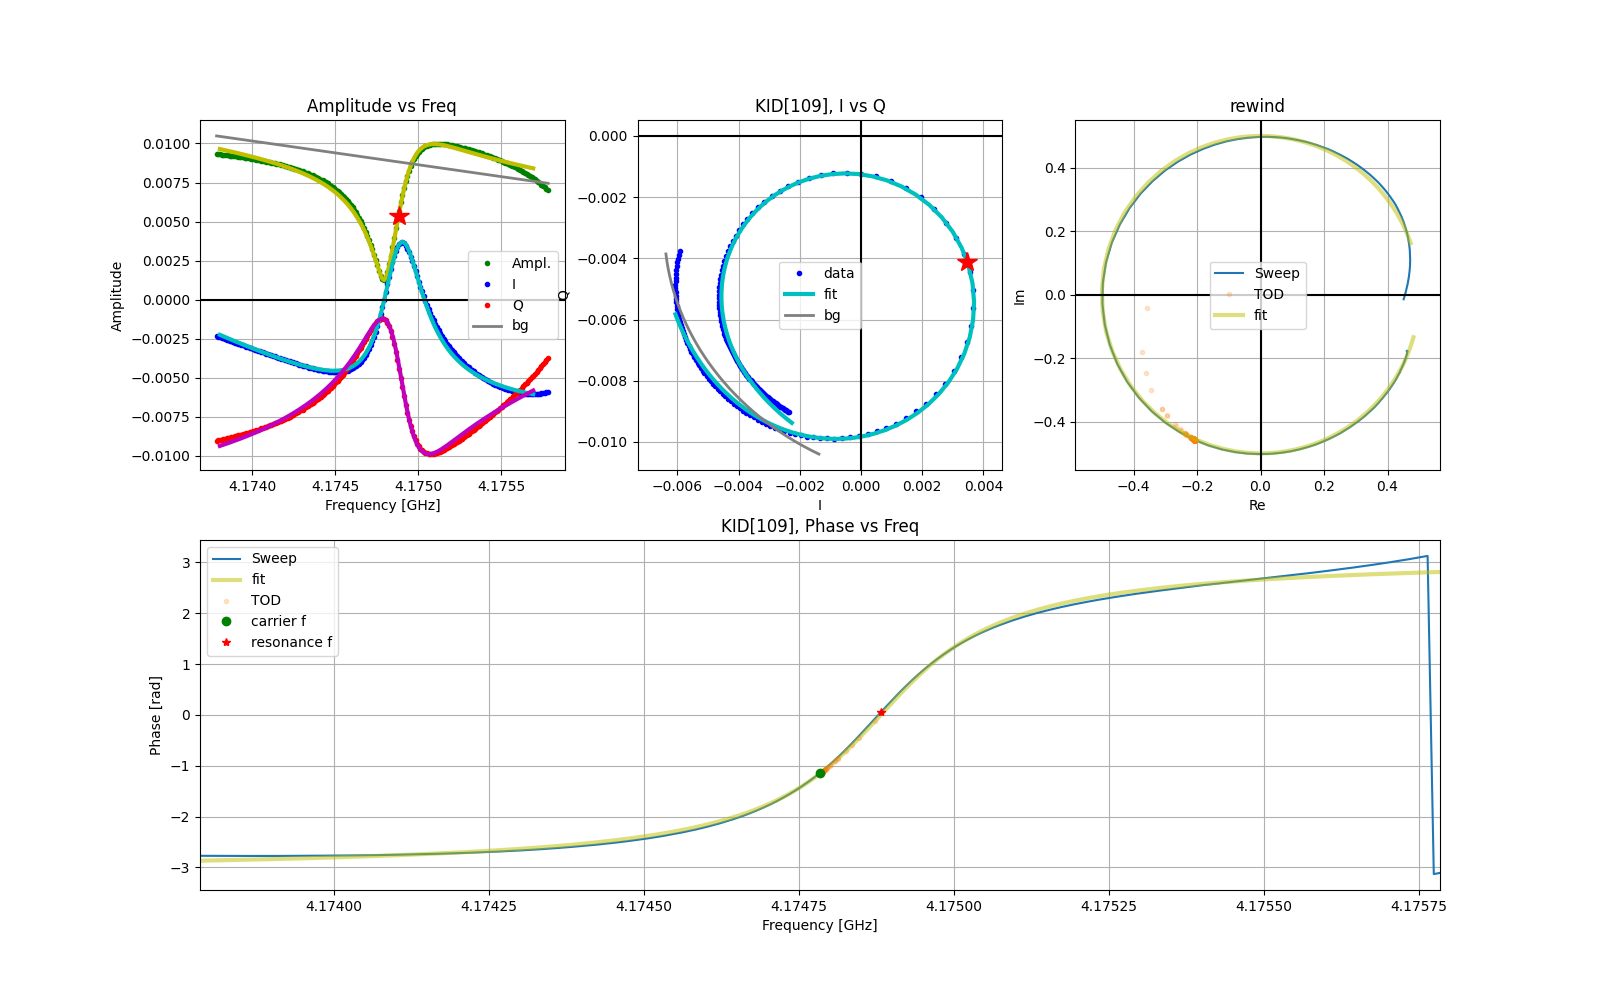 Amplitude vs Freq
0.0100
0.0075
0.0050
0.0025
0.0000
−0.0025
−0.0050
−0.0075
−0.0100
Amplitude
Ampl.
I
Q
bg
4.1740 4.1745 4.1750 4.1755
Frequency [GHz]
KID[109], I vs Q
0.000
−0.002
−0.004
−0.006
−0.008
−0.010
Q
data
fit
bg
−0.006 −0.004 −0.002 0.000 0.002 0.004
I
rewind
0.4
0.2
0.0
−0.2
−0.4
Im
Sweep
TOD
fit
−0.4 −0.2 0.0 0.2 0.4
Re
KID[109], Phase vs Freq
3
2
1
0
−1
−2
−3
Phase [rad]
Sweep
fit
TOD
carrier f
resonance f
4.17400 4.17425 4.17450 4.17475 4.17500 4.17525 4.17550 4.17575
Frequency [GHz]